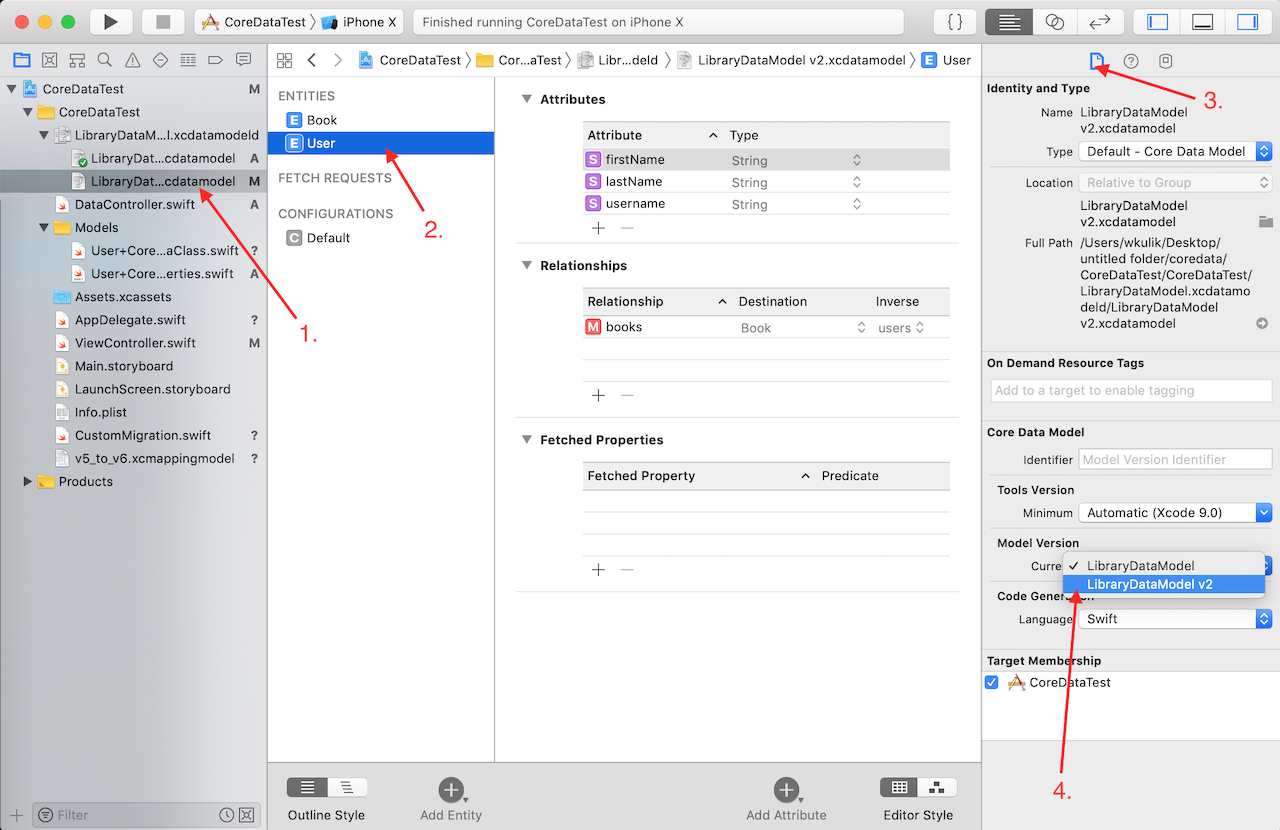 CoreDataTest
iPhone X
Finished running CoreDataTest on iPhone X
{}
CoreDataTest
Cor...aTest
Libr...deld
LibraryDataModel v2.xcdatamodel
E User
CoreDataTest M
CoreDataTest
LibraryDataM...l.xcdatamodeld
LibraryDat...cdatamodel A
LibraryDat...cdatamodel M
DataController.swift A
Models
User+Core...aClass.swift ?
User+Core...erties.swift A
Assets.xcassets
AppDelegate.swift ?
ViewController.swift M
Main.storyboard
LaunchScreen.storyboard
Info.plist
CustomMigration.swift ?
v5_to_v6.xcmappingmodel ?
Products
1.
Filter
ENTITIES
E Book
E User
FETCH REQUESTS
CONFIGURATIONS
C Default
2.
Outline Style
Add Entity
Attributes
Attribute Type
S firstName String
S lastName String
S username String
Relationships
Relationship Destination Inverse
M books Book users
Fetched Properties
Fetched Property Predicate
Add Attribute
Editor Style
3.
Identity and Type
Name LibraryDataModel
v2.xcdatamodel
Type Default - Core Data Model
Location Relative to Group
LibraryDataModel
v2.xcdatamodel
Full Path /Users/wkulik/Desktop/
untitled folder/coredata/
CoreDataTest/CoreDataTest/
LibraryDataModel.xcdatamo
deld/LibraryDataModel
v2.xcdatamodel
On Demand Resource Tags
Add to a target to enable tagging
Core Data Model
Identifier Model Version Identifier
Tools Version
Minimum Automatic (Xcode 9.0)
Model Version
Curre ✓ LibraryDataModel
LibraryDataModel v2
Code Genera
Language Swift
Target Membership
CoreDataTest
4.